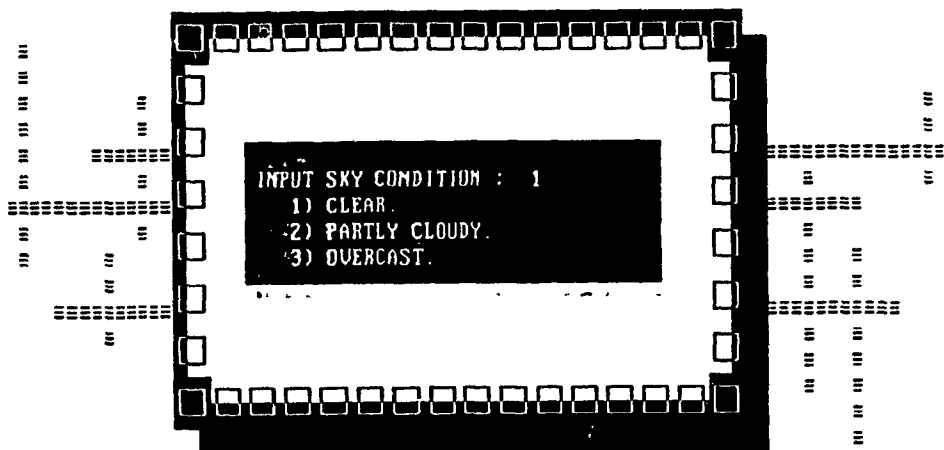 INPUT SKY CONDITION : 1
1) CLEAR.
2) PARTLY CLOUDY.
3) OVERCAST.